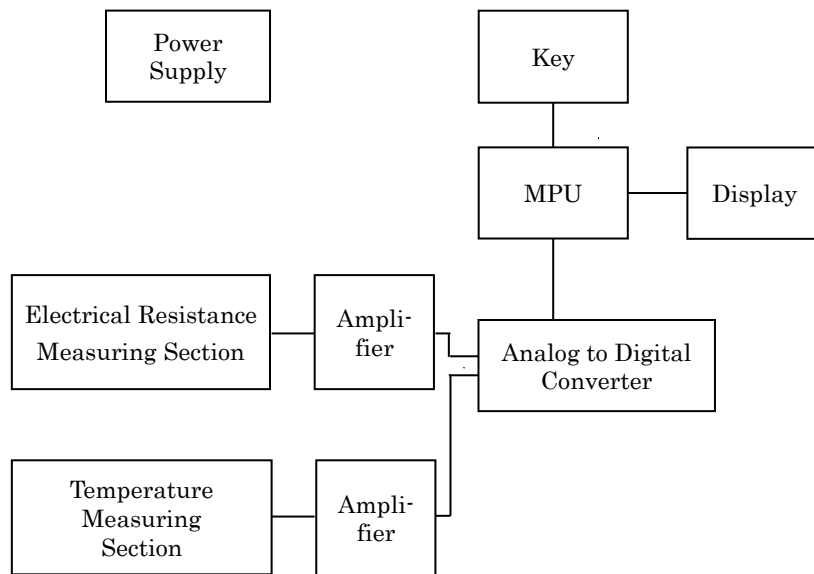 Power
Supply
Key
MPU
Display
Electrical Resistance
Measuring Section
Ampli-
fier
Analog to Digital
Converter
Temperature
Measuring
Section
Ampli-
fier